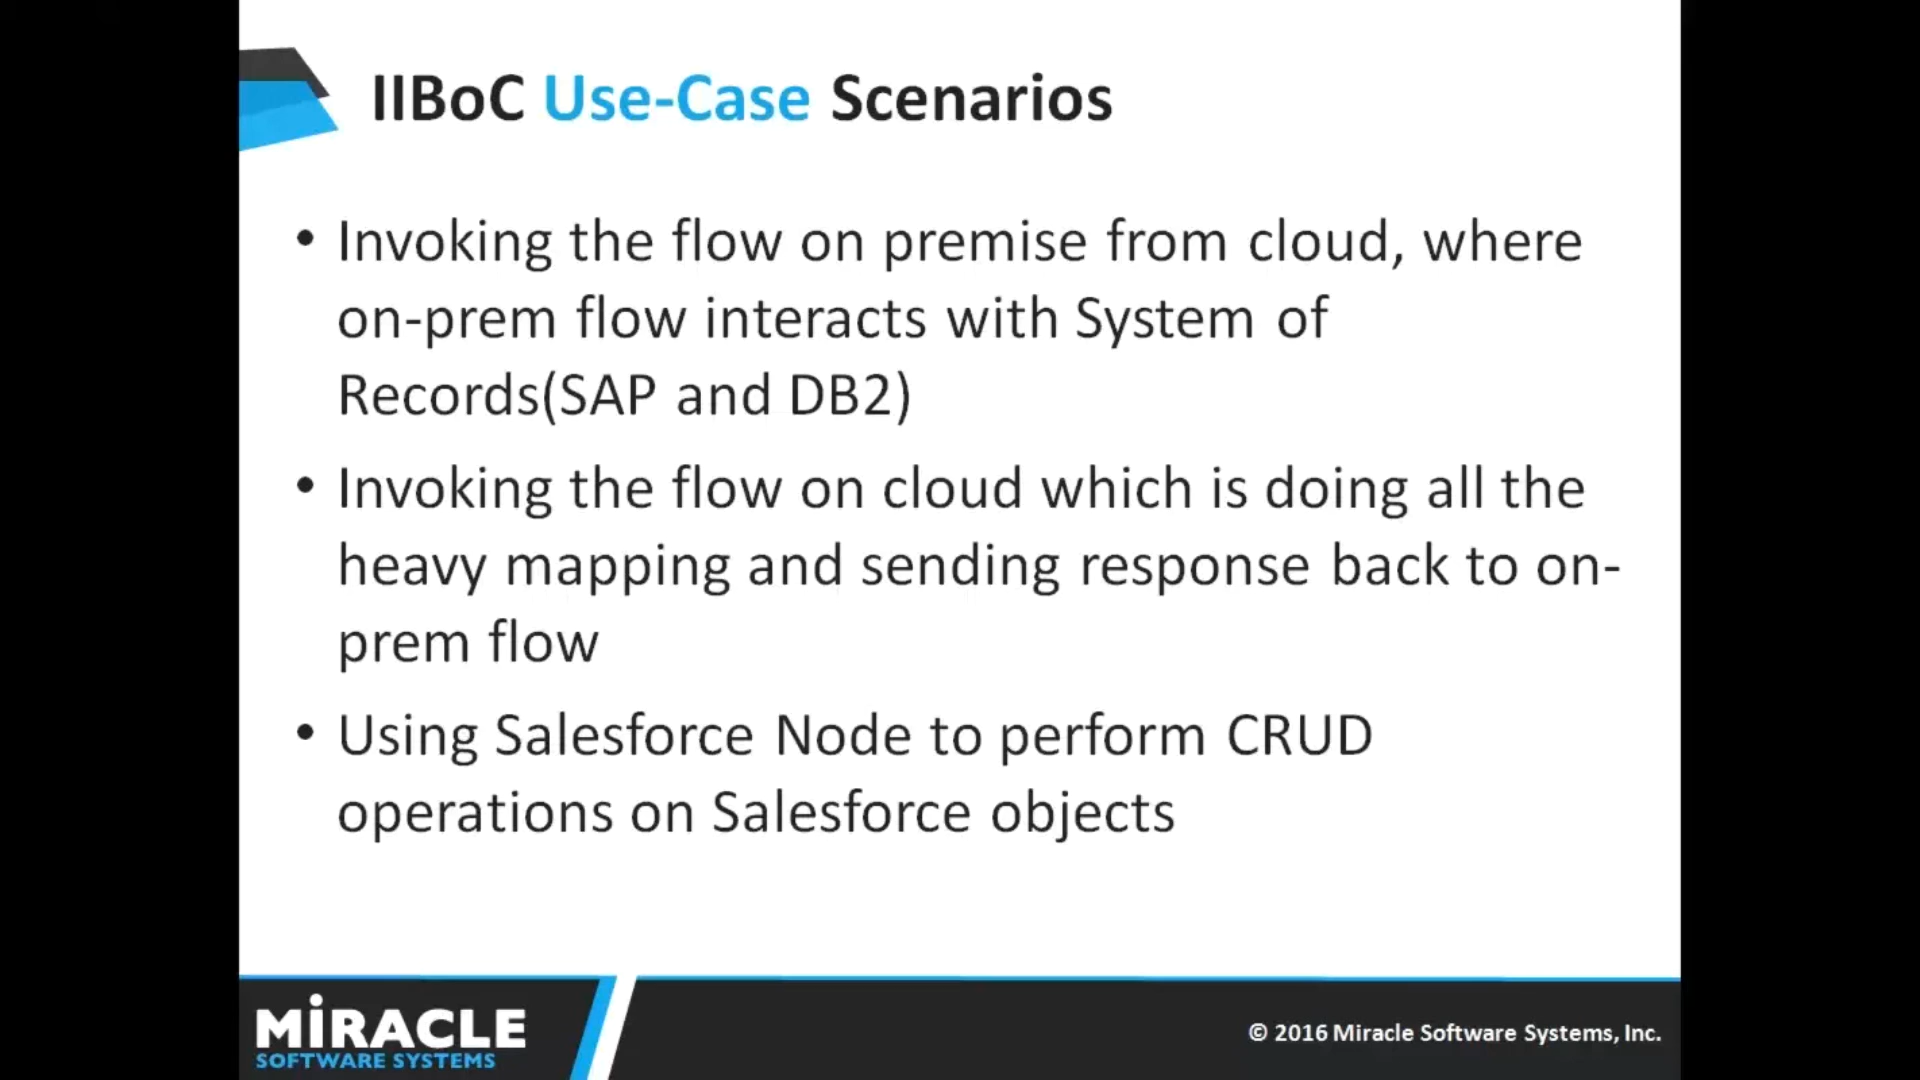 IIBoC Use-Case Scenarios
• Invoking the flow on premise from cloud, where
on-prem flow interacts with System of
Records(SAP and DB2)
• Invoking the flow on cloud which is doing all the
heavy mapping and sending response back to on-
prem flow
• Using Salesforce Node to perform CRUD
operations on Salesforce objects
MiRACLE
SOFTWARE SYSTEMS
© 2016 Miracle Software Systems, Inc.